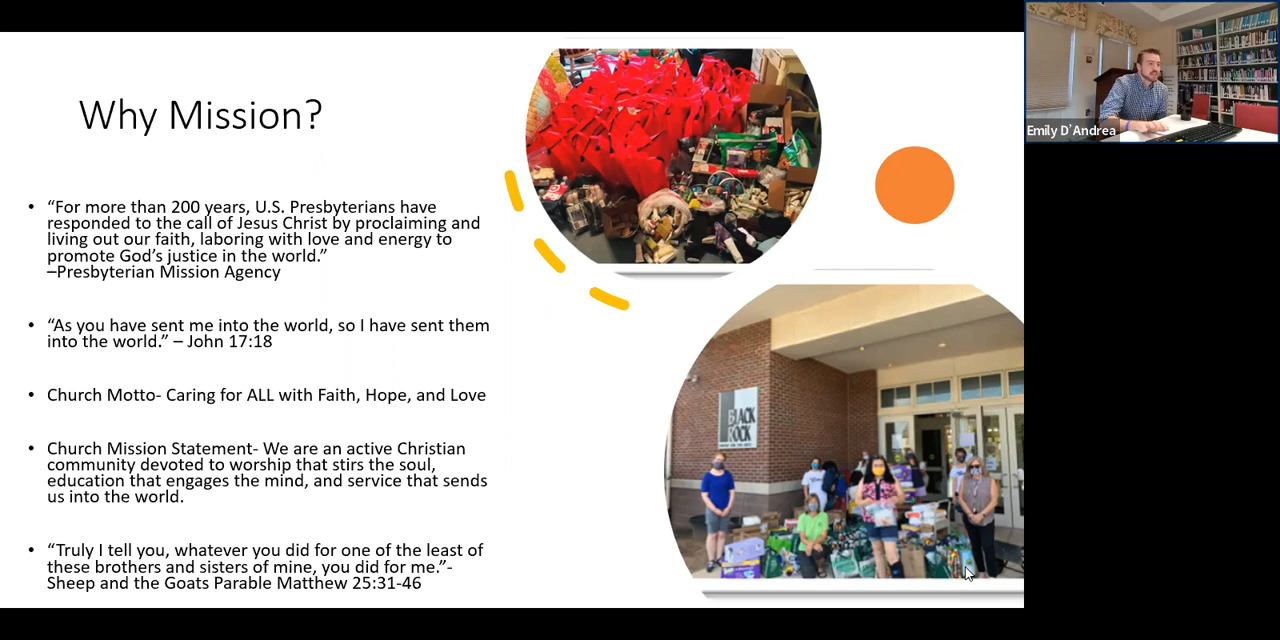 Why Mission?
• “For more than 200 years, U.S. Presbyterians have
responded to the call of Jesus Christ by proclaiming and
living out our faith, laboring with love and energy to
promote God’s justice in the world.”
–Presbyterian Mission Agency
• “As you have sent me into the world, so I have sent them
into the world.” – John 17:18
• Church Motto- Caring for ALL with Faith, Hope, and Love
• Church Mission Statement- We are an active Christian
community devoted to worship that stirs the soul,
education that engages the mind, and service that sends
us into the world.
• “Truly I tell you, whatever you did for one of the least of
these brothers and sisters of mine, you did for me.”-
Sheep and the Goats Parable Matthew 25:31-46
BLACK
ROCK
Emily D'Andrea